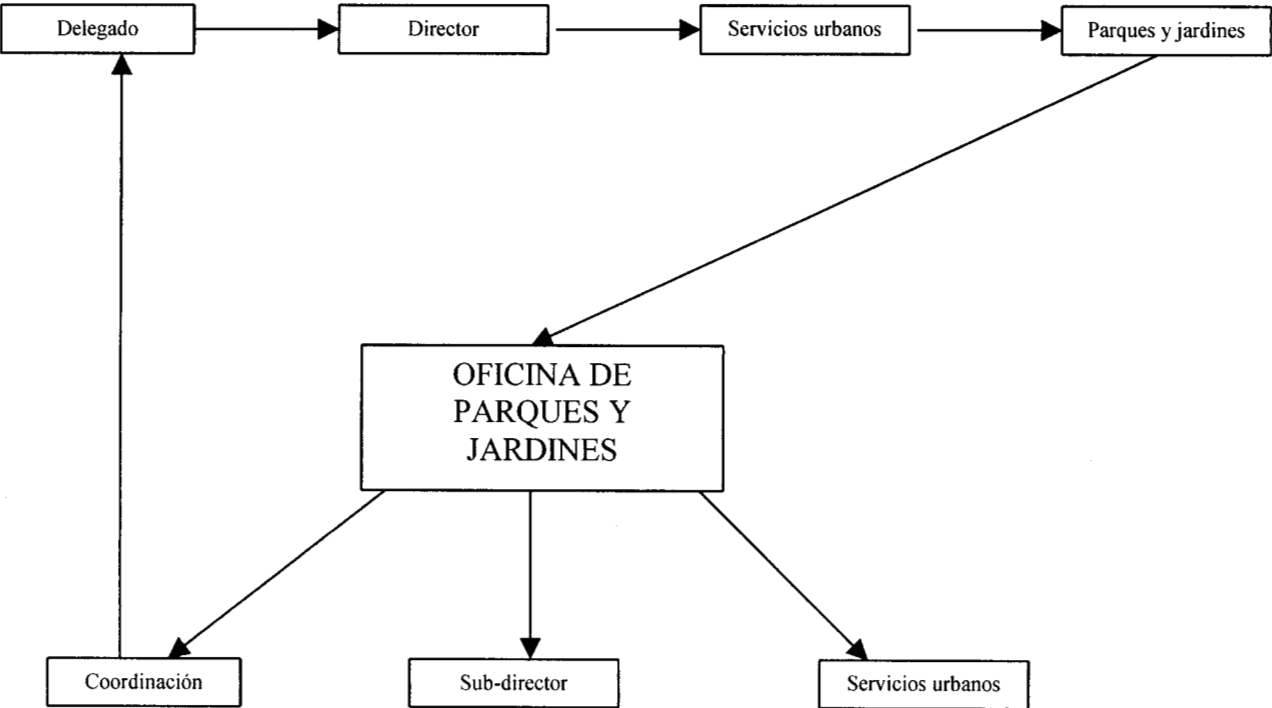 Delegado
Director
Servicios urbanos
Parques y jardines
OFICINA DE
PARQUES Y
JARDINES
Coordinación
Sub-director
Servicios urbanos